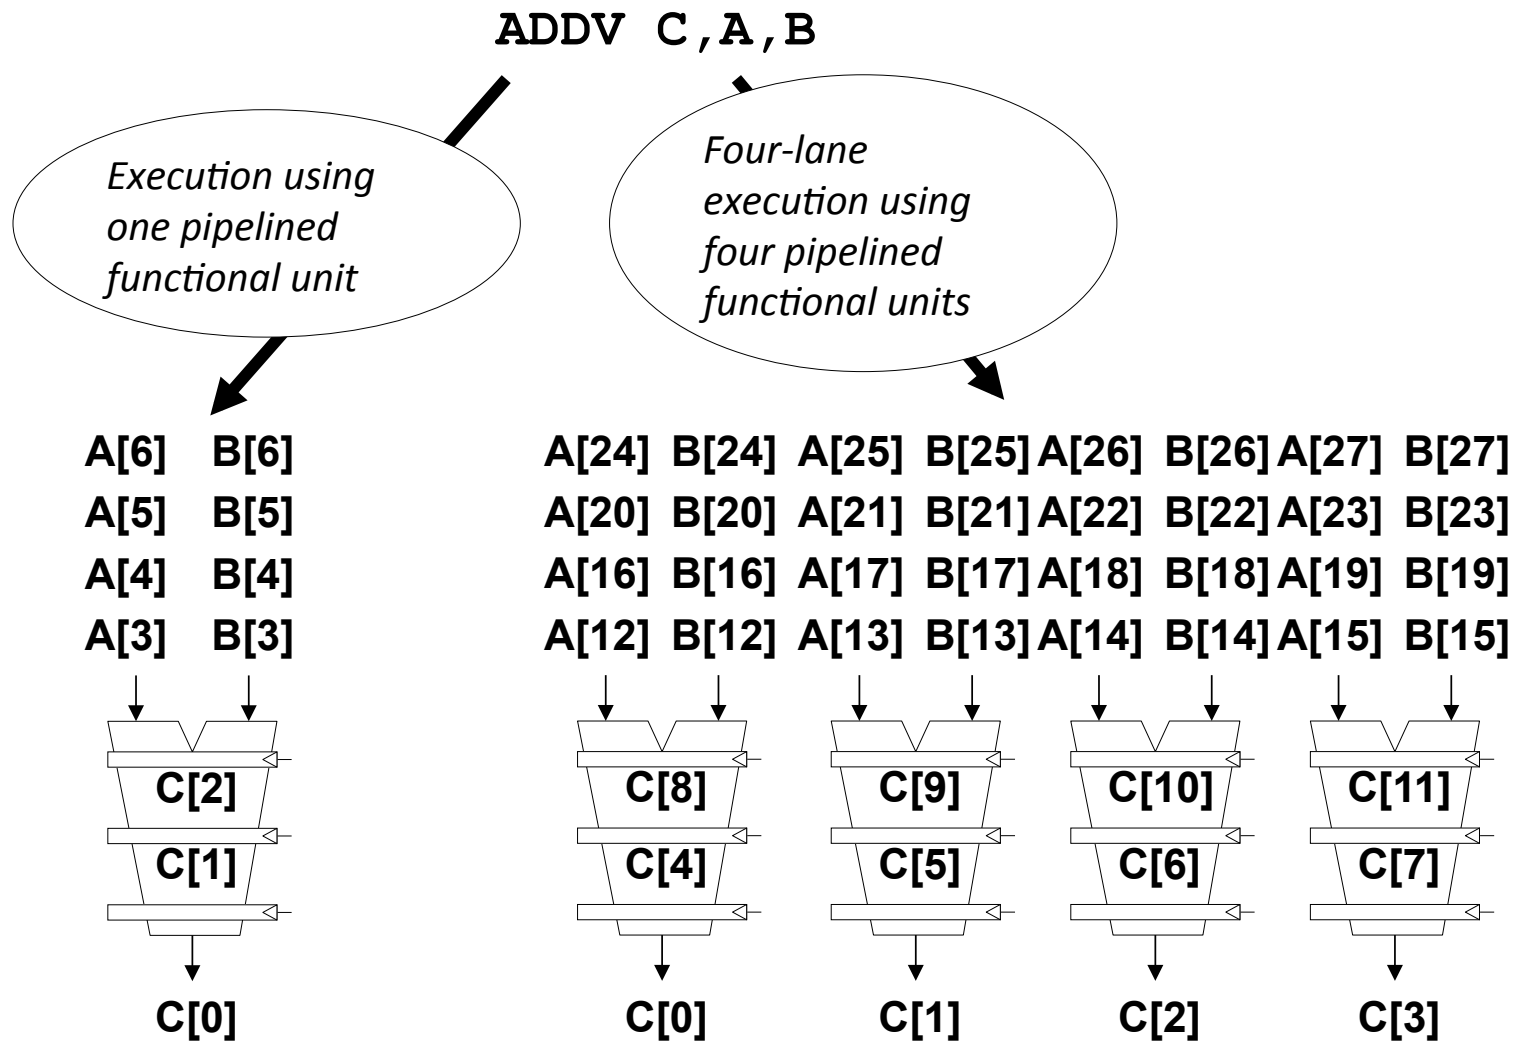 ADDV C,A,B
Execution using
one pipelined
functional unit
Four-lane
execution using
four pipelined
functional units
A[6] B[6]
A[5] B[5]
A[4] B[4]
A[3] B[3]
C[2]
C[1]
C[0]
A[24] B[24] A[25] B[25] A[26] B[26] A[27] B[27]
A[20] B[20] A[21] B[21] A[22] B[22] A[23] B[23]
A[16] B[16] A[17] B[17] A[18] B[18] A[19] B[19]
A[12] B[12] A[13] B[13] A[14] B[14] A[15] B[15]
C[8] C[9] C[10] C[11]
C[4] C[5] C[6] C[7]
C[0] C[1] C[2] C[3]